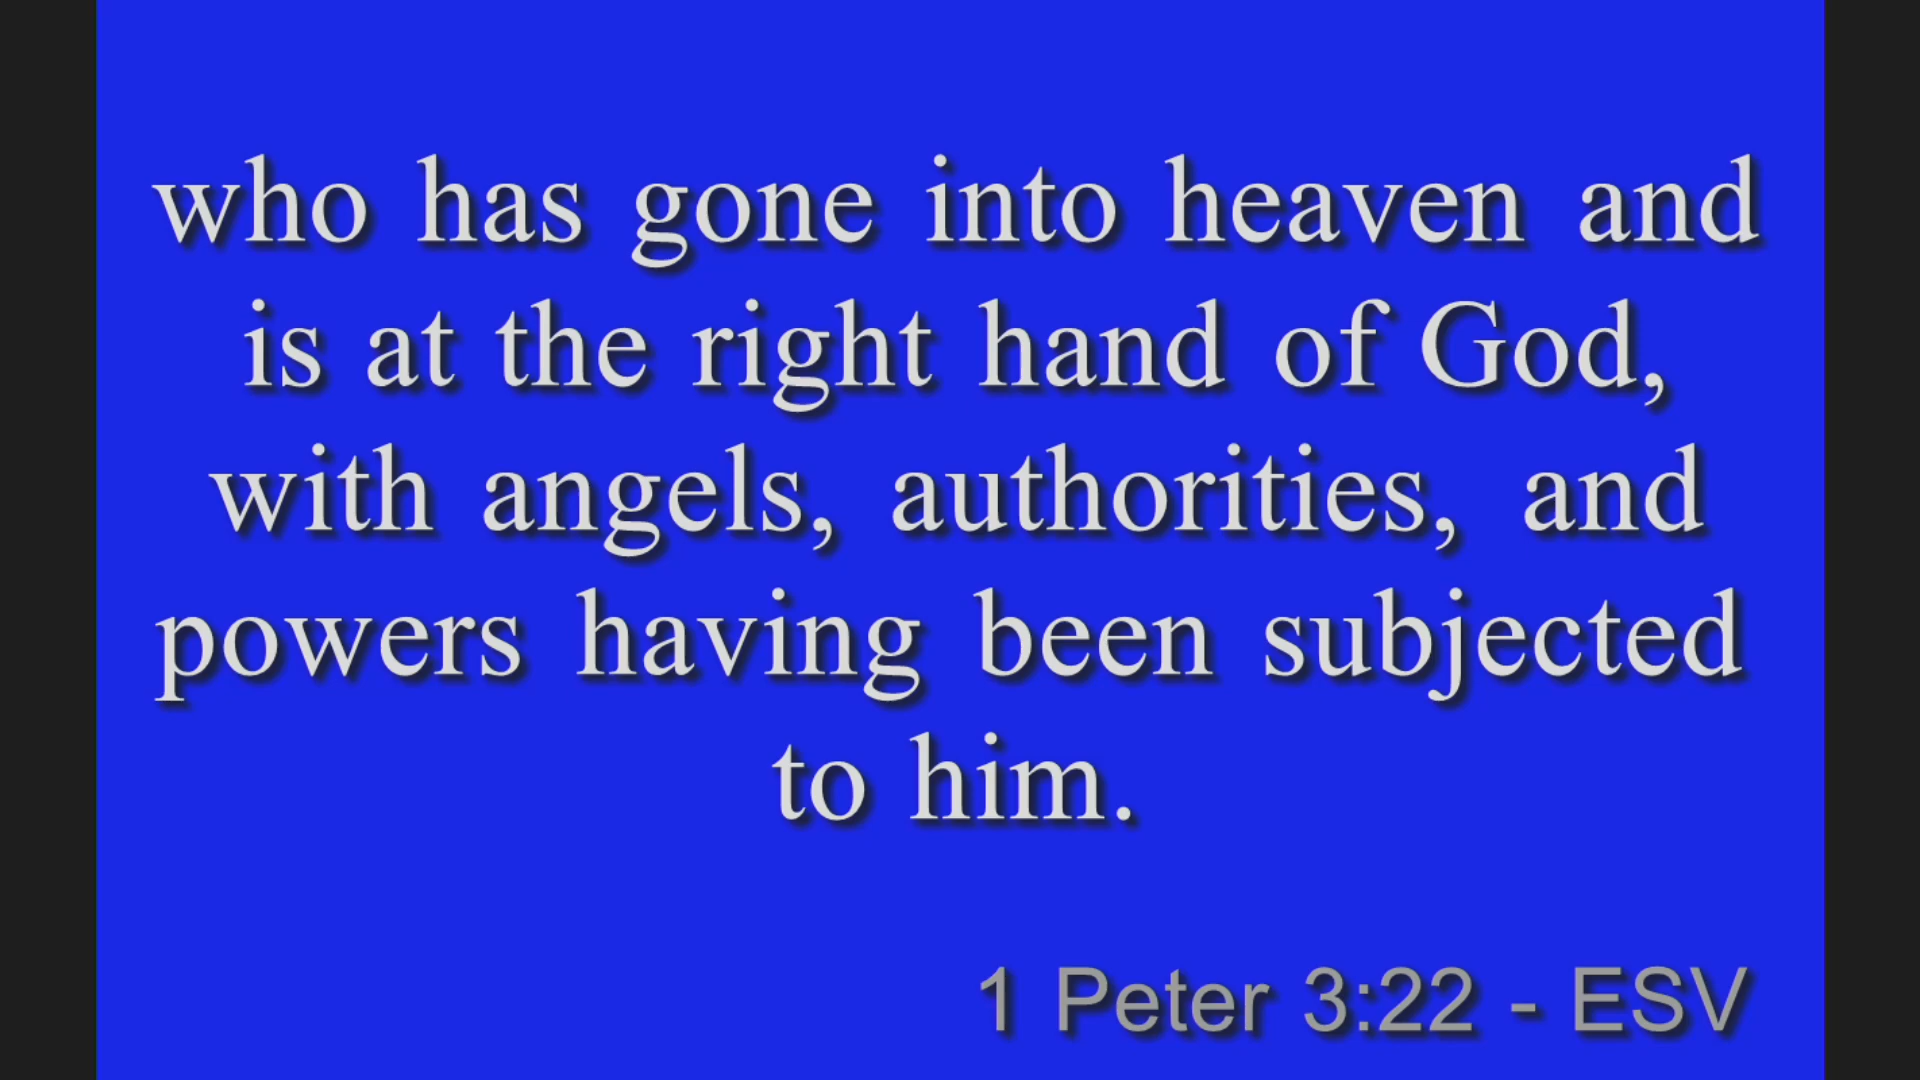 who has gone into heaven and
is at the right hand of God,
with angels, authorities, and
powers having been subjected
to him.
1 Peter 3:22 - ESV